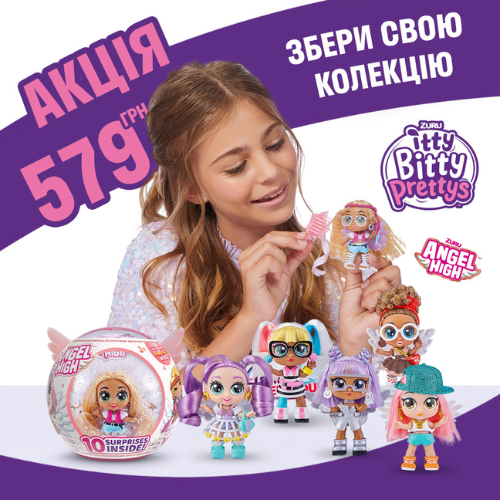 АКЦІЯ
579 ГРН
ЗБЕРИ СВОЮ
КОЛЕКЦІЮ
ZURU
itty
Bitty
Prettys
ZURU
ANGEL
HIGH
ANGEL
HIGH
10 SURPRISES
INSIDE!